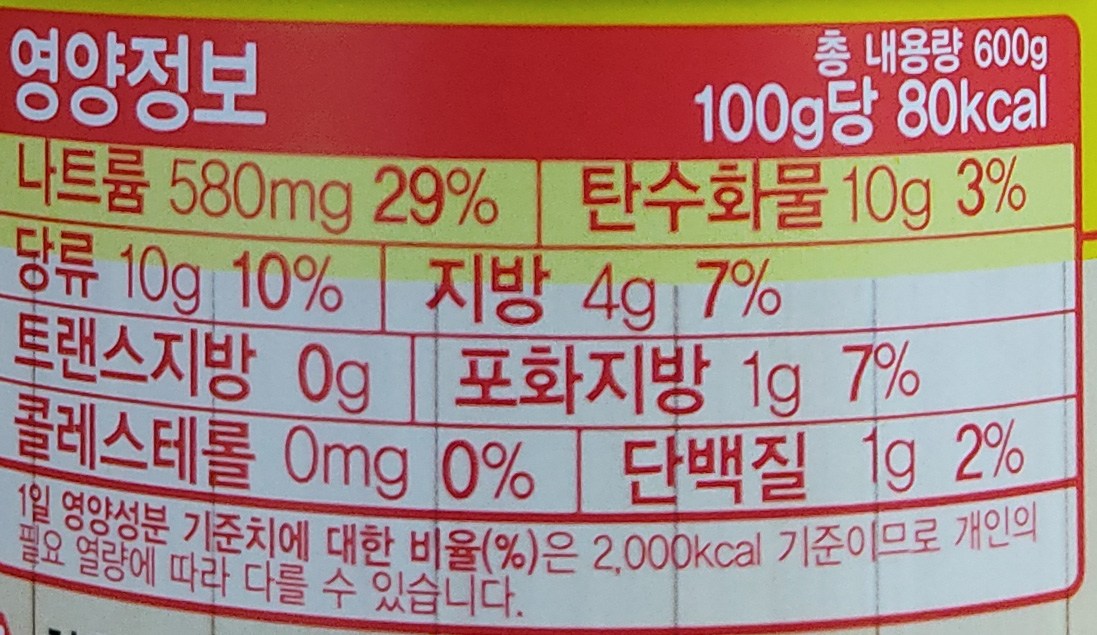 영양정보
총 내용량 600g
100g당 80kcal
나트륨 580mg 29% 탄수화물 10g 3%
당류 10g 10% 지방 4g 7%
트랜스지방 0g 포화지방 1g 7%
콜레스테롤 0mg 0% 단백질 1g 2%
1일 영양성분 기준치에 대한 비율(%)은 2,000kcal 기준이므로 개인의
필요 열량에 따라 다를 수 있습니다.